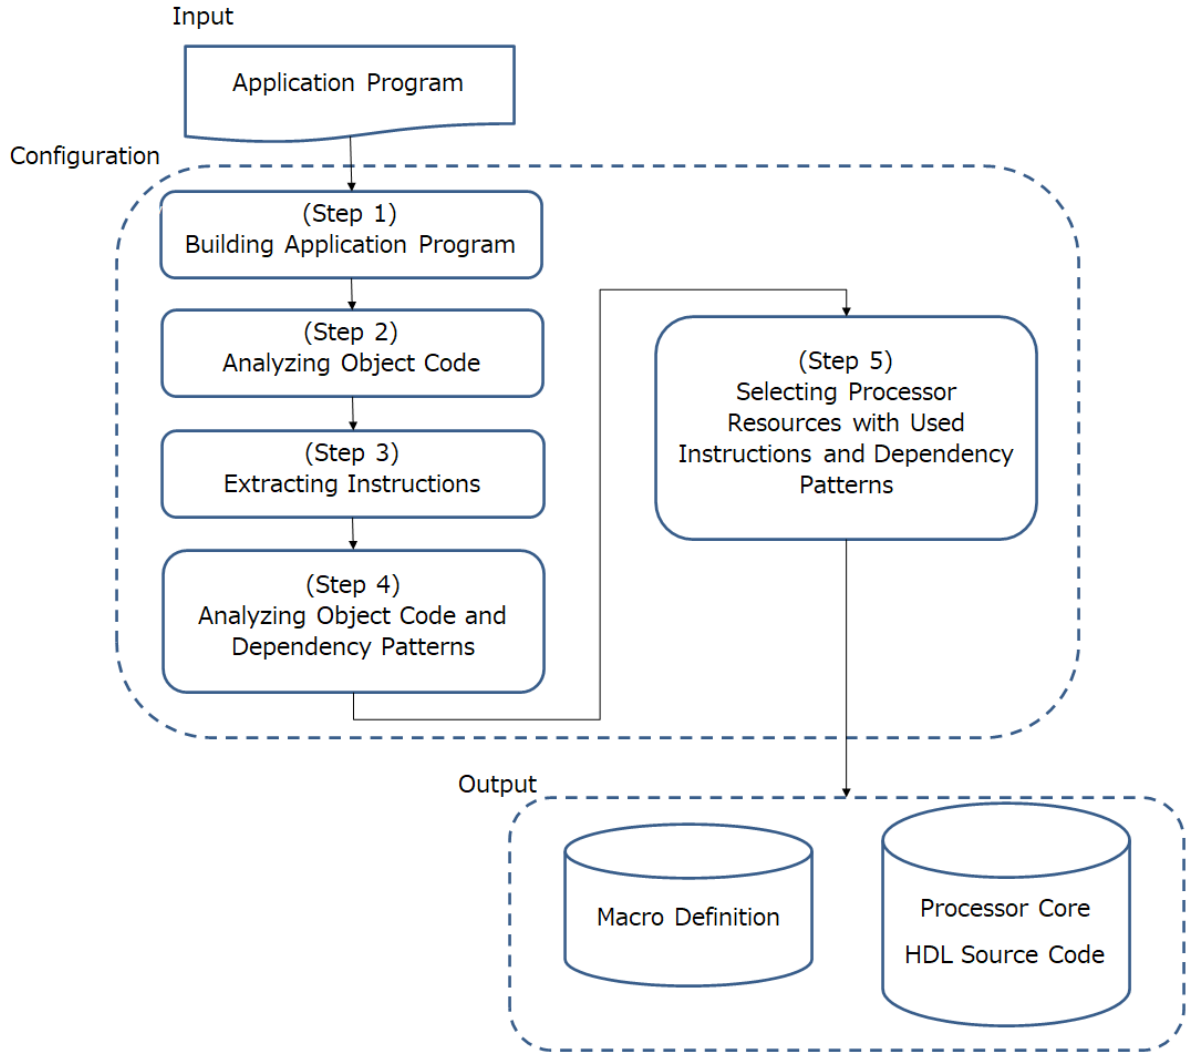 Input
Application Program
Configuration
(Step 1)
Building Application Program
(Step 2)
Analyzing Object Code
(Step 3)
Extracting Instructions
(Step 4)
Analyzing Object Code and
Dependency Patterns
(Step 5)
Selecting Processor
Resources with Used
Instructions and Dependency
Patterns
Output
Macro Definition
Processor Core
HDL Source Code